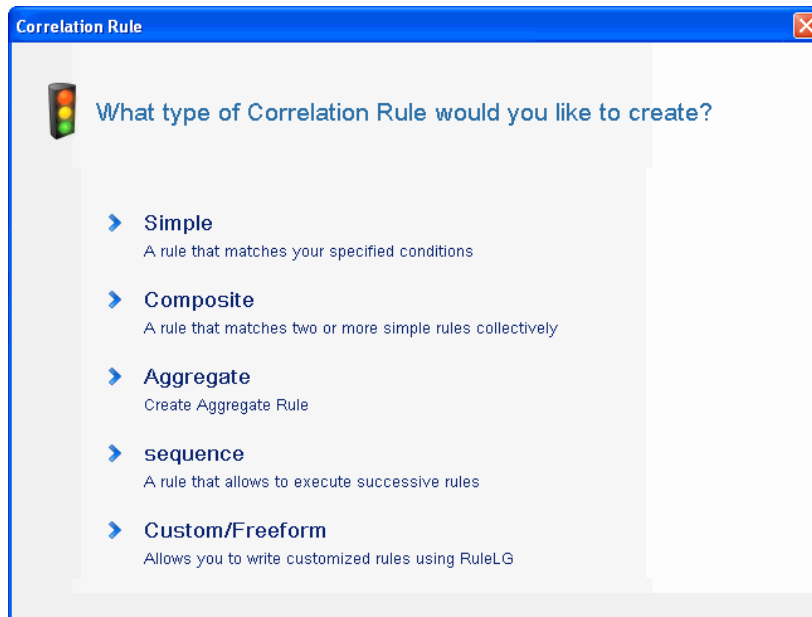 Correlation Rule
What type of Correlation Rule would you like to create?
Simple
A rule that matches your specified conditions
Composite
A rule that matches two or more simple rules collectively
Aggregate
Create Aggregate Rule
sequence
A rule that allows to execute successive rules
Custom/Freeform
Allows you to write customized rules using RuleLG